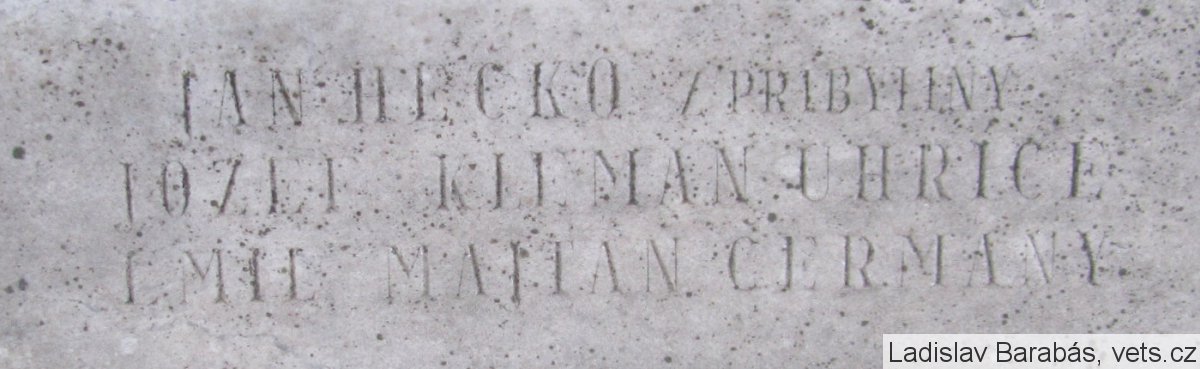 JAN HECKO Z PRIBYLINY
JOZEF KLEMAN UHRICE
EMIL MAJTAN CERMANY
Ladislav Barabás, vets.cz